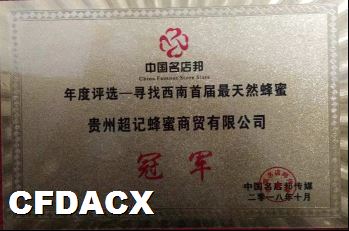 中国名店邦
China Famous Store State
年度评选—寻找西南首届最天然蜂蜜
贵州超记蜂蜜商贸有限公司
冠军
中国名店邦传媒
二零一八年十月
CFDACX